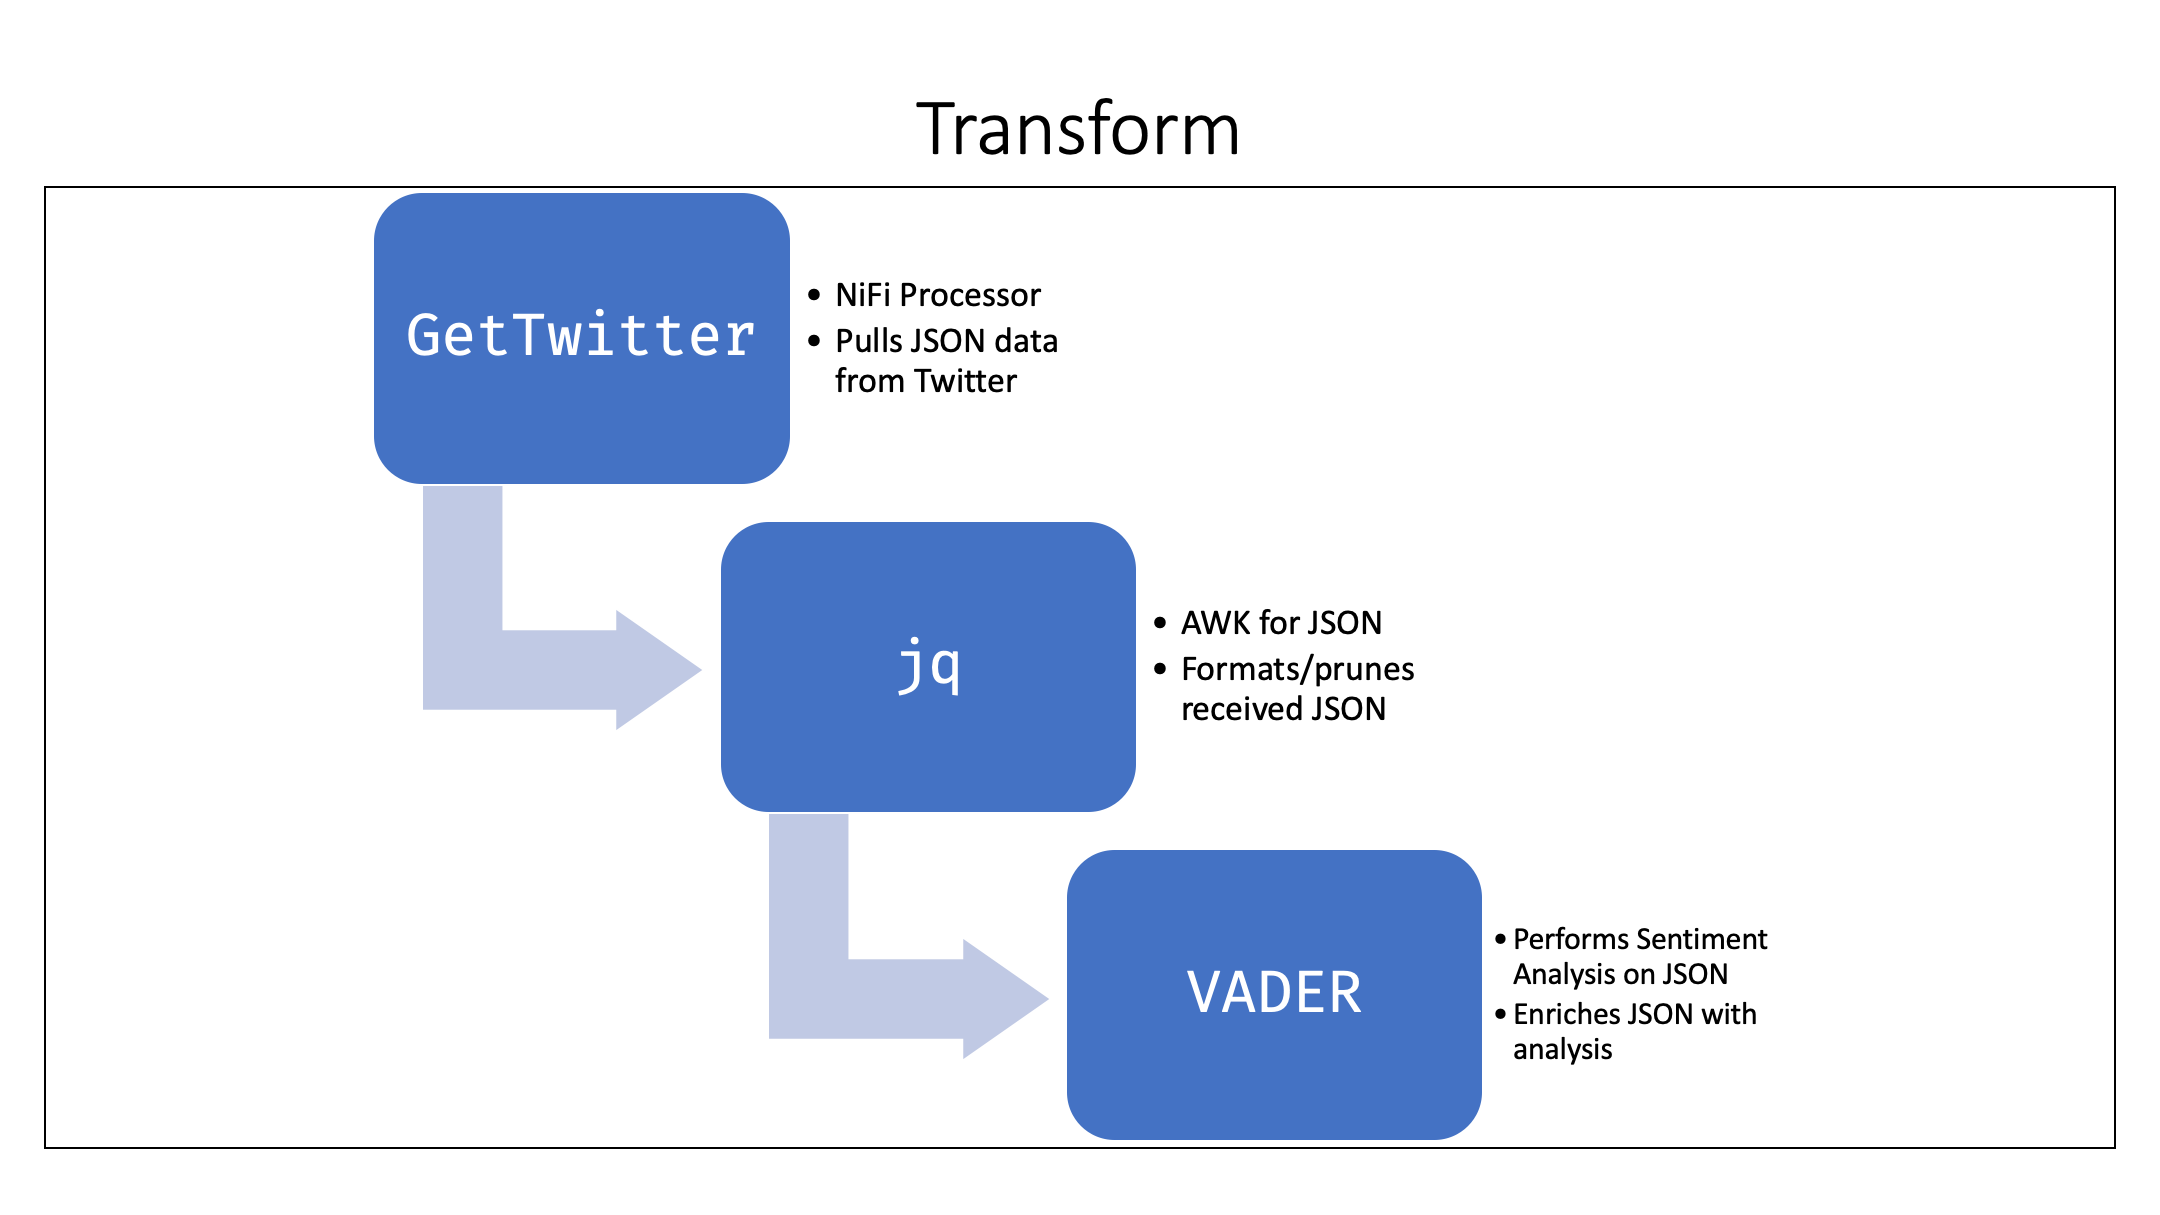 Transform
GetTwitter
• NiFi Processor
• Pulls JSON data
from Twitter
jq
• AWK for JSON
• Formats/prunes
received JSON
VADER
• Performs Sentiment
Analysis on JSON
• Enriches JSON with
analysis